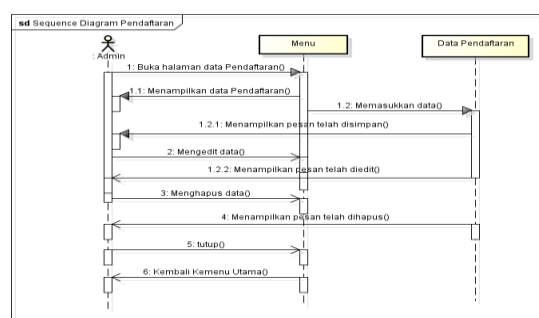 sd Sequence Diagram Pendaftaran
: Admin
Menu
Data Pendaftaran
1: Buka halaman data Pendaftaran()
1.1: Menampilkan data Pendaftaran()
1.2: Memasukkan data()
1.2.1: Menampilkan pesan telah disimpan()
2: Mengedit data()
1.2.2: Menampilkan pesan telah diedit()
3: Menghapus data()
4: Menampilkan pesan telah dihapus()
5: tutup()
6: Kembali Kemenu Utama()